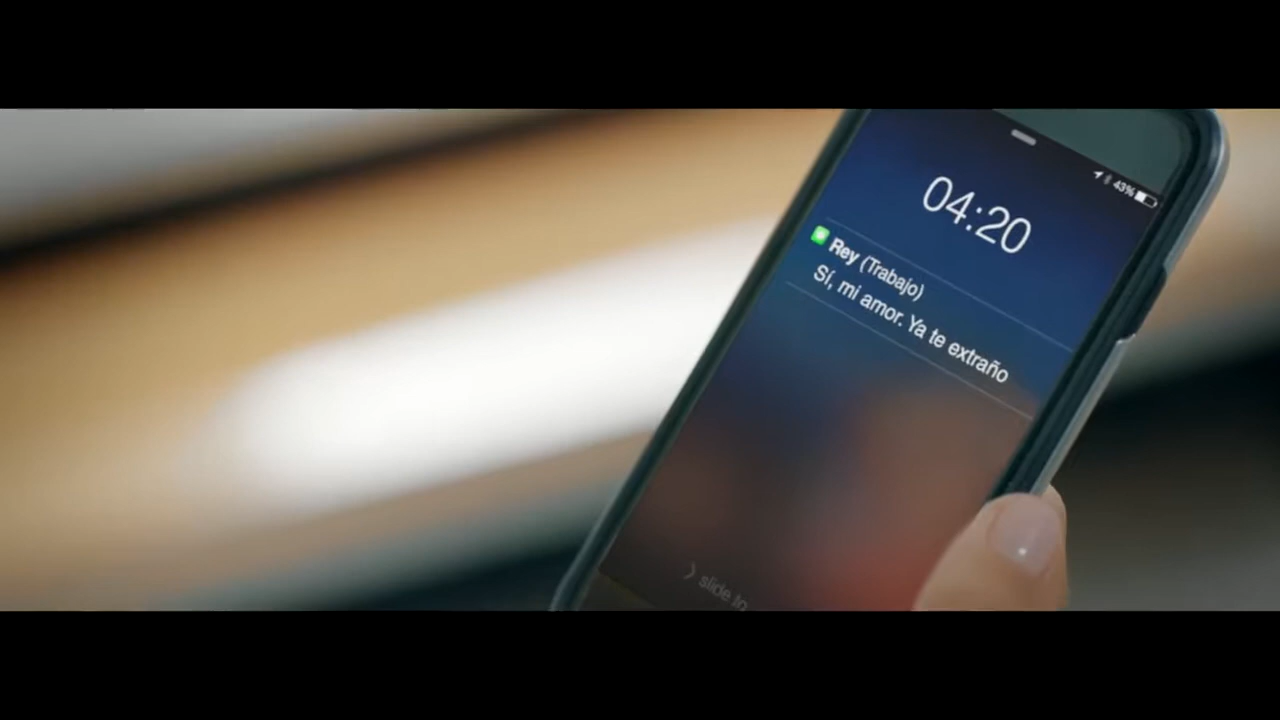 43%
04:20
Rey (Trabajo)
Sí, mi amor. Ya te extraño
slide to